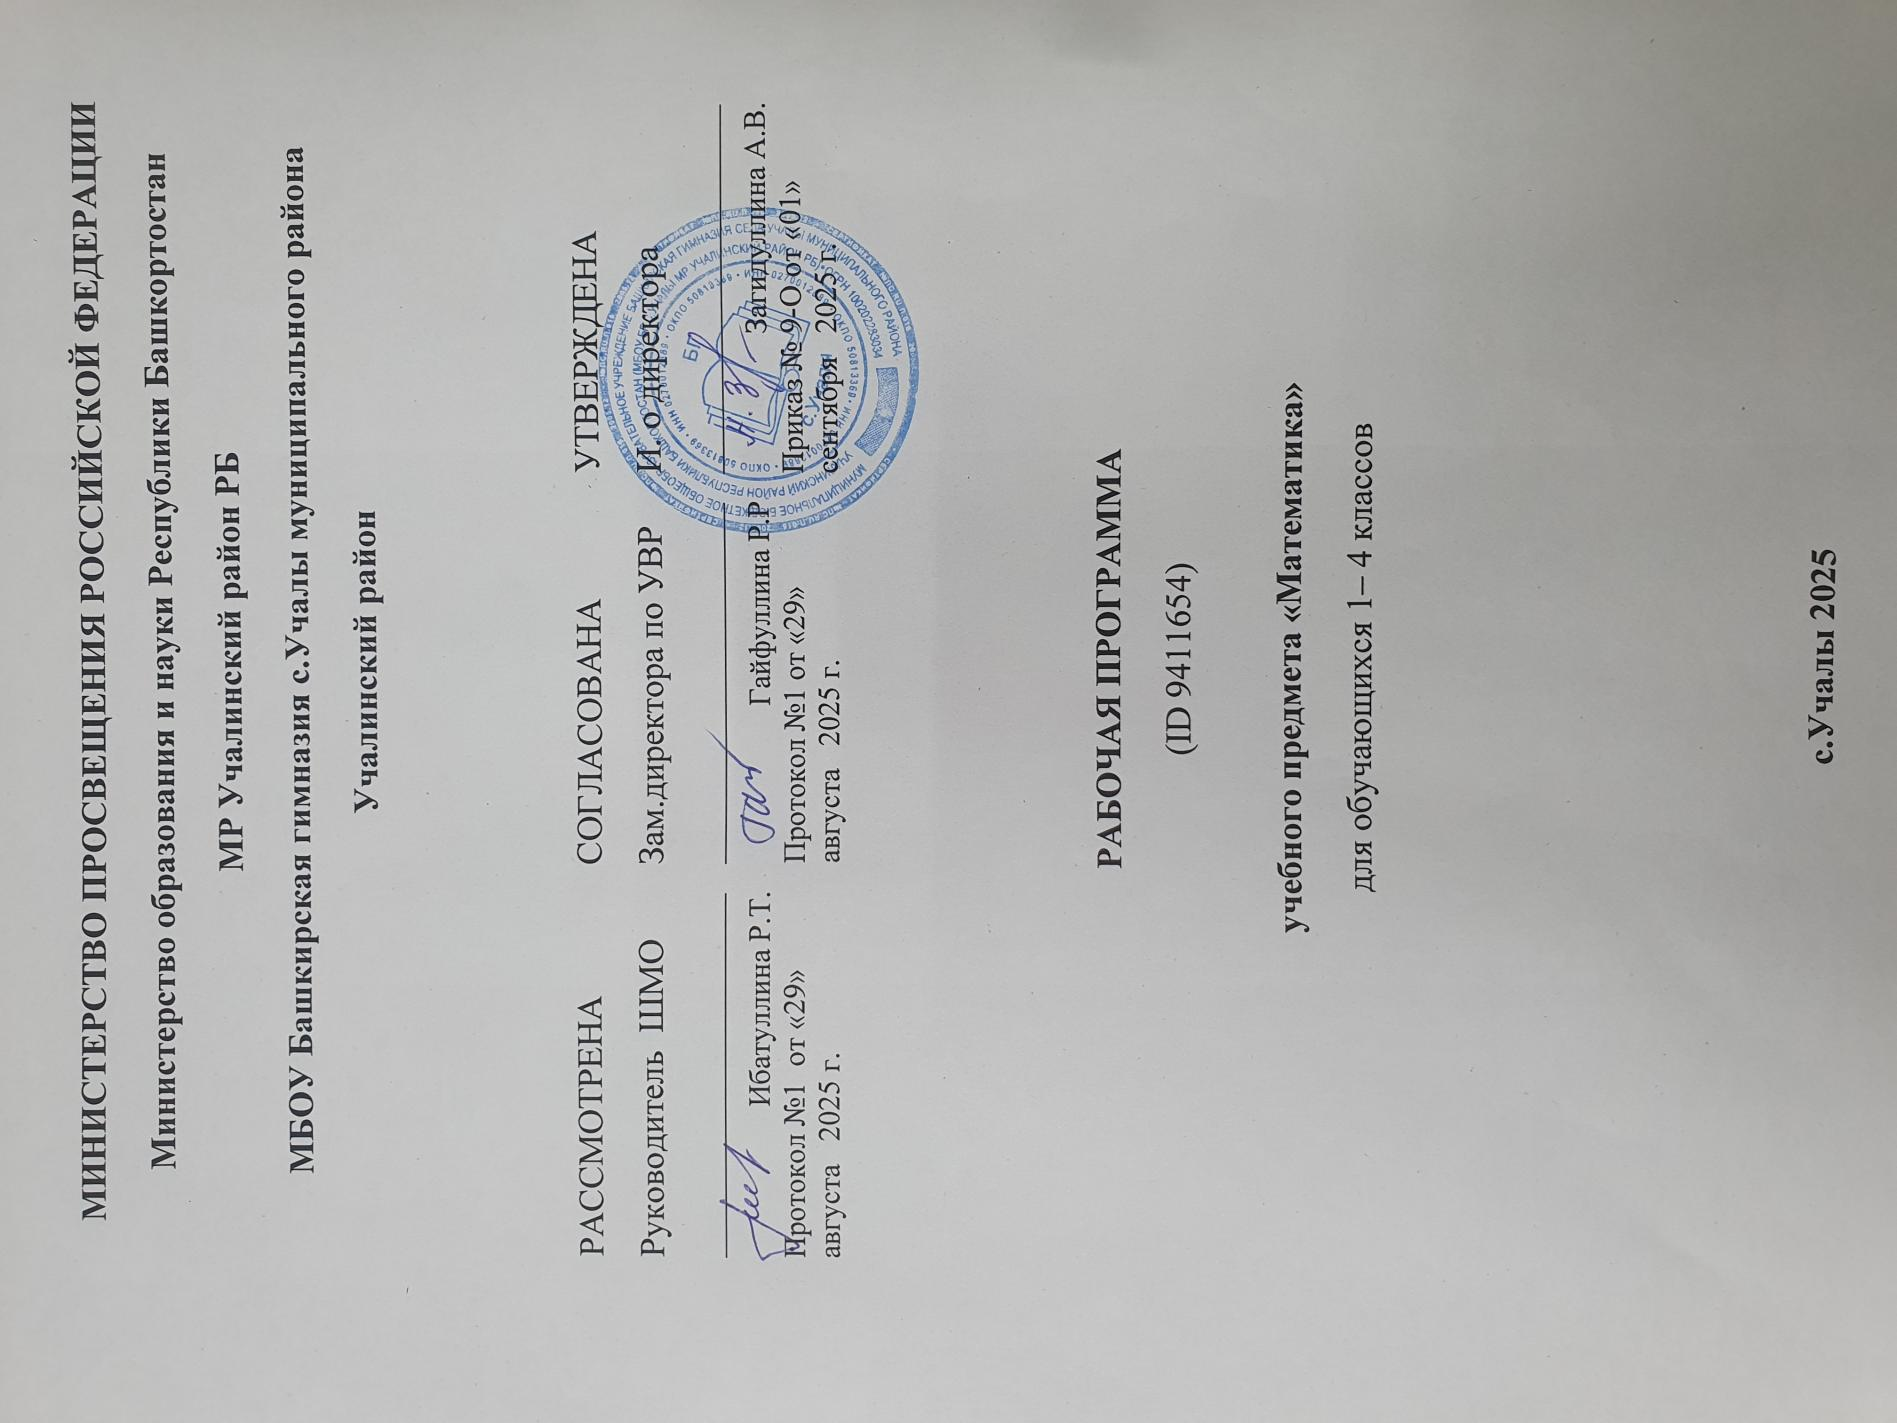 МИНИСТЕРСТВО ПРОСВЕЩЕНИЯ РОССИЙСКОЙ ФЕДЕРАЦИИ
Министерство образования и науки Республики Башкортостан
МР Учалинский район РБ
МБОУ Башкирская гимназия с.Учалы муниципального района
Учалинский район
РАССМОТРЕНА
Руководитель ШМО
Ибатуллина Р.Т.
Протокол №1 от «29»
августа 2025 г.
СОГЛАСОВАНА
Зам.директора по УВР
Гайфуллина Р.Р
Протокол №1 от «29»
августа 2025 г.
УТВЕРЖДЕНА
И. о директора
Загидуллина А.В.
Приказ № 9-О от «01»
сентября 2025 г.
РАБОЧАЯ ПРОГРАММА
(ID 9411654)
учебного предмета «Математика»
для обучающихся 1– 4 классов
с.Учалы 2025